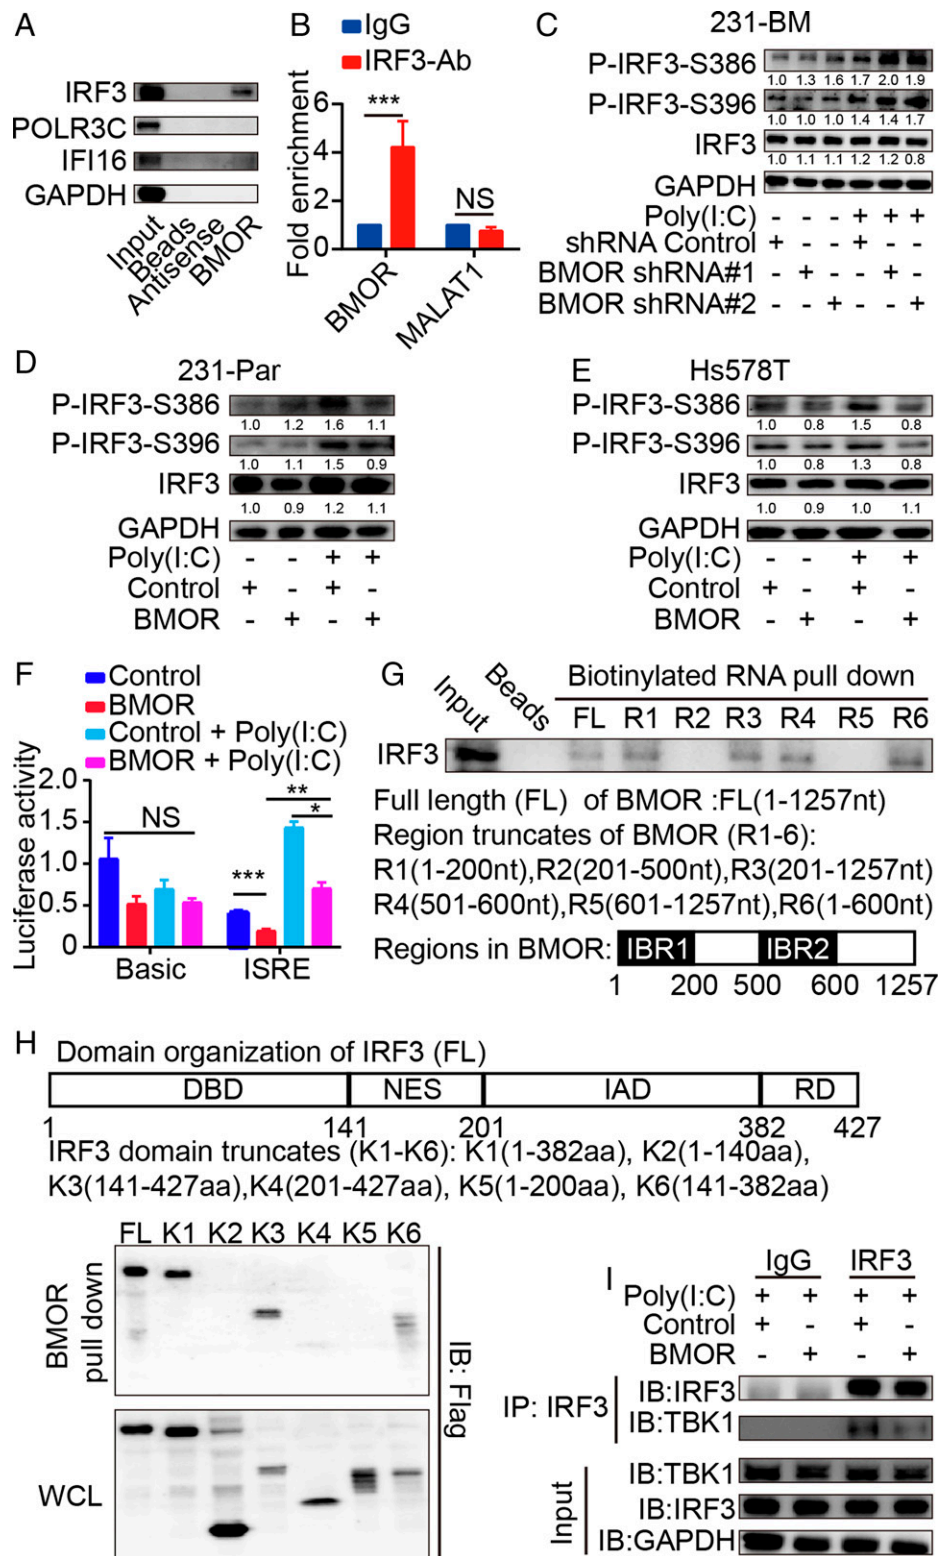 A
IRF3
POLR3C
IFI16
GAPDH
Input
Beads
Antisense
BMOR
B
IgG
IRF3-Ab
Fold enrichment
6
4
2
0
***
NS
BMOR
MALAT1
C
231-BM
P-IRF3-S386
1.0 1.3 1.6 1.7 2.0 1.9
P-IRF3-S396
1.0 1.0 1.0 1.4 1.4 1.7
IRF3
1.0 1.1 1.1 1.2 1.2 0.8
GAPDH
Poly(I:C) - - - + + +
shRNA Control + - - + - -
BMOR shRNA#1 - + - - + -
BMOR shRNA#2 - - + - - +
D
231-Par
P-IRF3-S386
1.0 1.2 1.6 1.1
P-IRF3-S396
1.0 1.1 1.5 0.9
IRF3
1.0 0.9 1.2 1.1
GAPDH
Poly(I:C) - - + +
Control + - + -
BMOR - + - +
E
Hs578T
P-IRF3-S386
1.0 0.8 1.5 0.8
P-IRF3-S396
1.0 0.8 1.3 0.8
IRF3
1.0 0.9 1.0 1.1
GAPDH
Poly(I:C) - - + +
Control + - + -
BMOR - + - +
F
Control
BMOR
Control + Poly(I:C)
BMOR + Poly(I:C)
Luciferase activity
2.0
1.5
1.0
0.5
0
NS
***
**
*
Basic
ISRE
G
Input
Beads
Biotinylated RNA pull down
FL R1 R2 R3 R4 R5 R6
IRF3
Full length (FL) of BMOR :FL(1-1257nt)
Region truncates of BMOR (R1-6):
R1(1-200nt),R2(201-500nt),R3(201-1257nt)
R4(501-600nt),R5(601-1257nt),R6(1-600nt)
Regions in BMOR: IBR1 IBR2
1 200 500 600 1257
H
Domain organization of IRF3 (FL)
DBD NES IAD RD
1 141 201 382 427
IRF3 domain truncates (K1-K6): K1(1-382aa), K2(1-140aa),
K3(141-427aa),K4(201-427aa), K5(1-200aa), K6(141-382aa)
FL K1 K2 K3 K4 K5 K6
BMOR
pull down
WCL
IB: Flag
I
IgG IRF3
Poly(I:C) + + + +
Control + - + -
BMOR - + - +
IP: IRF3
IB:IRF3
IB:TBK1
Input
IB:TBK1
IB:IRF3
IB:GAPDH